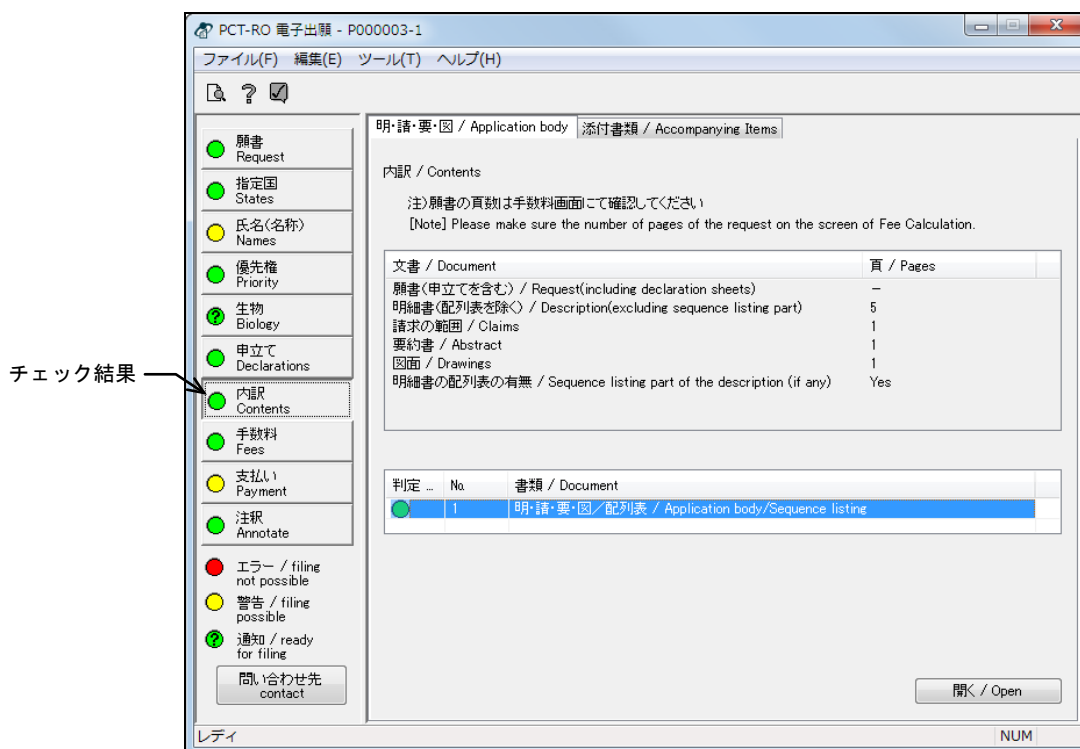 PCT-RO 電子出願 - P000003-1
ファイル(F) 編集(E) ツール(T) ヘルプ(H)
チェック結果
願書
Request
指定国
States
氏名(名称)
Names
優先権
Priority
生物
Biology
申立て
Declarations
内訳
Contents
手数料
Fees
支払い
Payment
注釈
Annotate
エラー / filing
not possible
警告 / filing
possible
通知 / ready
for filing
問い合わせ先
contact
明・請・要・図 / Application body 添付書類 / Accompanying Items
内訳 / Contents
注)願書の頁数は手数料画面にて確認してください
[Note] Please make sure the number of pages of the request on the screen of Fee Calculation.
文書 / Document 頁 / Pages
願書(申立てを含む) / Request(including declaration sheets) −
明細書(配列表を除く) / Description(excluding sequence listing part) 5
請求の範囲 / Claims 1
要約書 / Abstract 1
図面 / Drawings 1
明細書の配列表の有無 / Sequence listing part of the description (if any) Yes
判定 ... No. 書類 / Document
1 明・請・要・図／配列表 / Application body/Sequence listing
開く / Open
レディ NUM